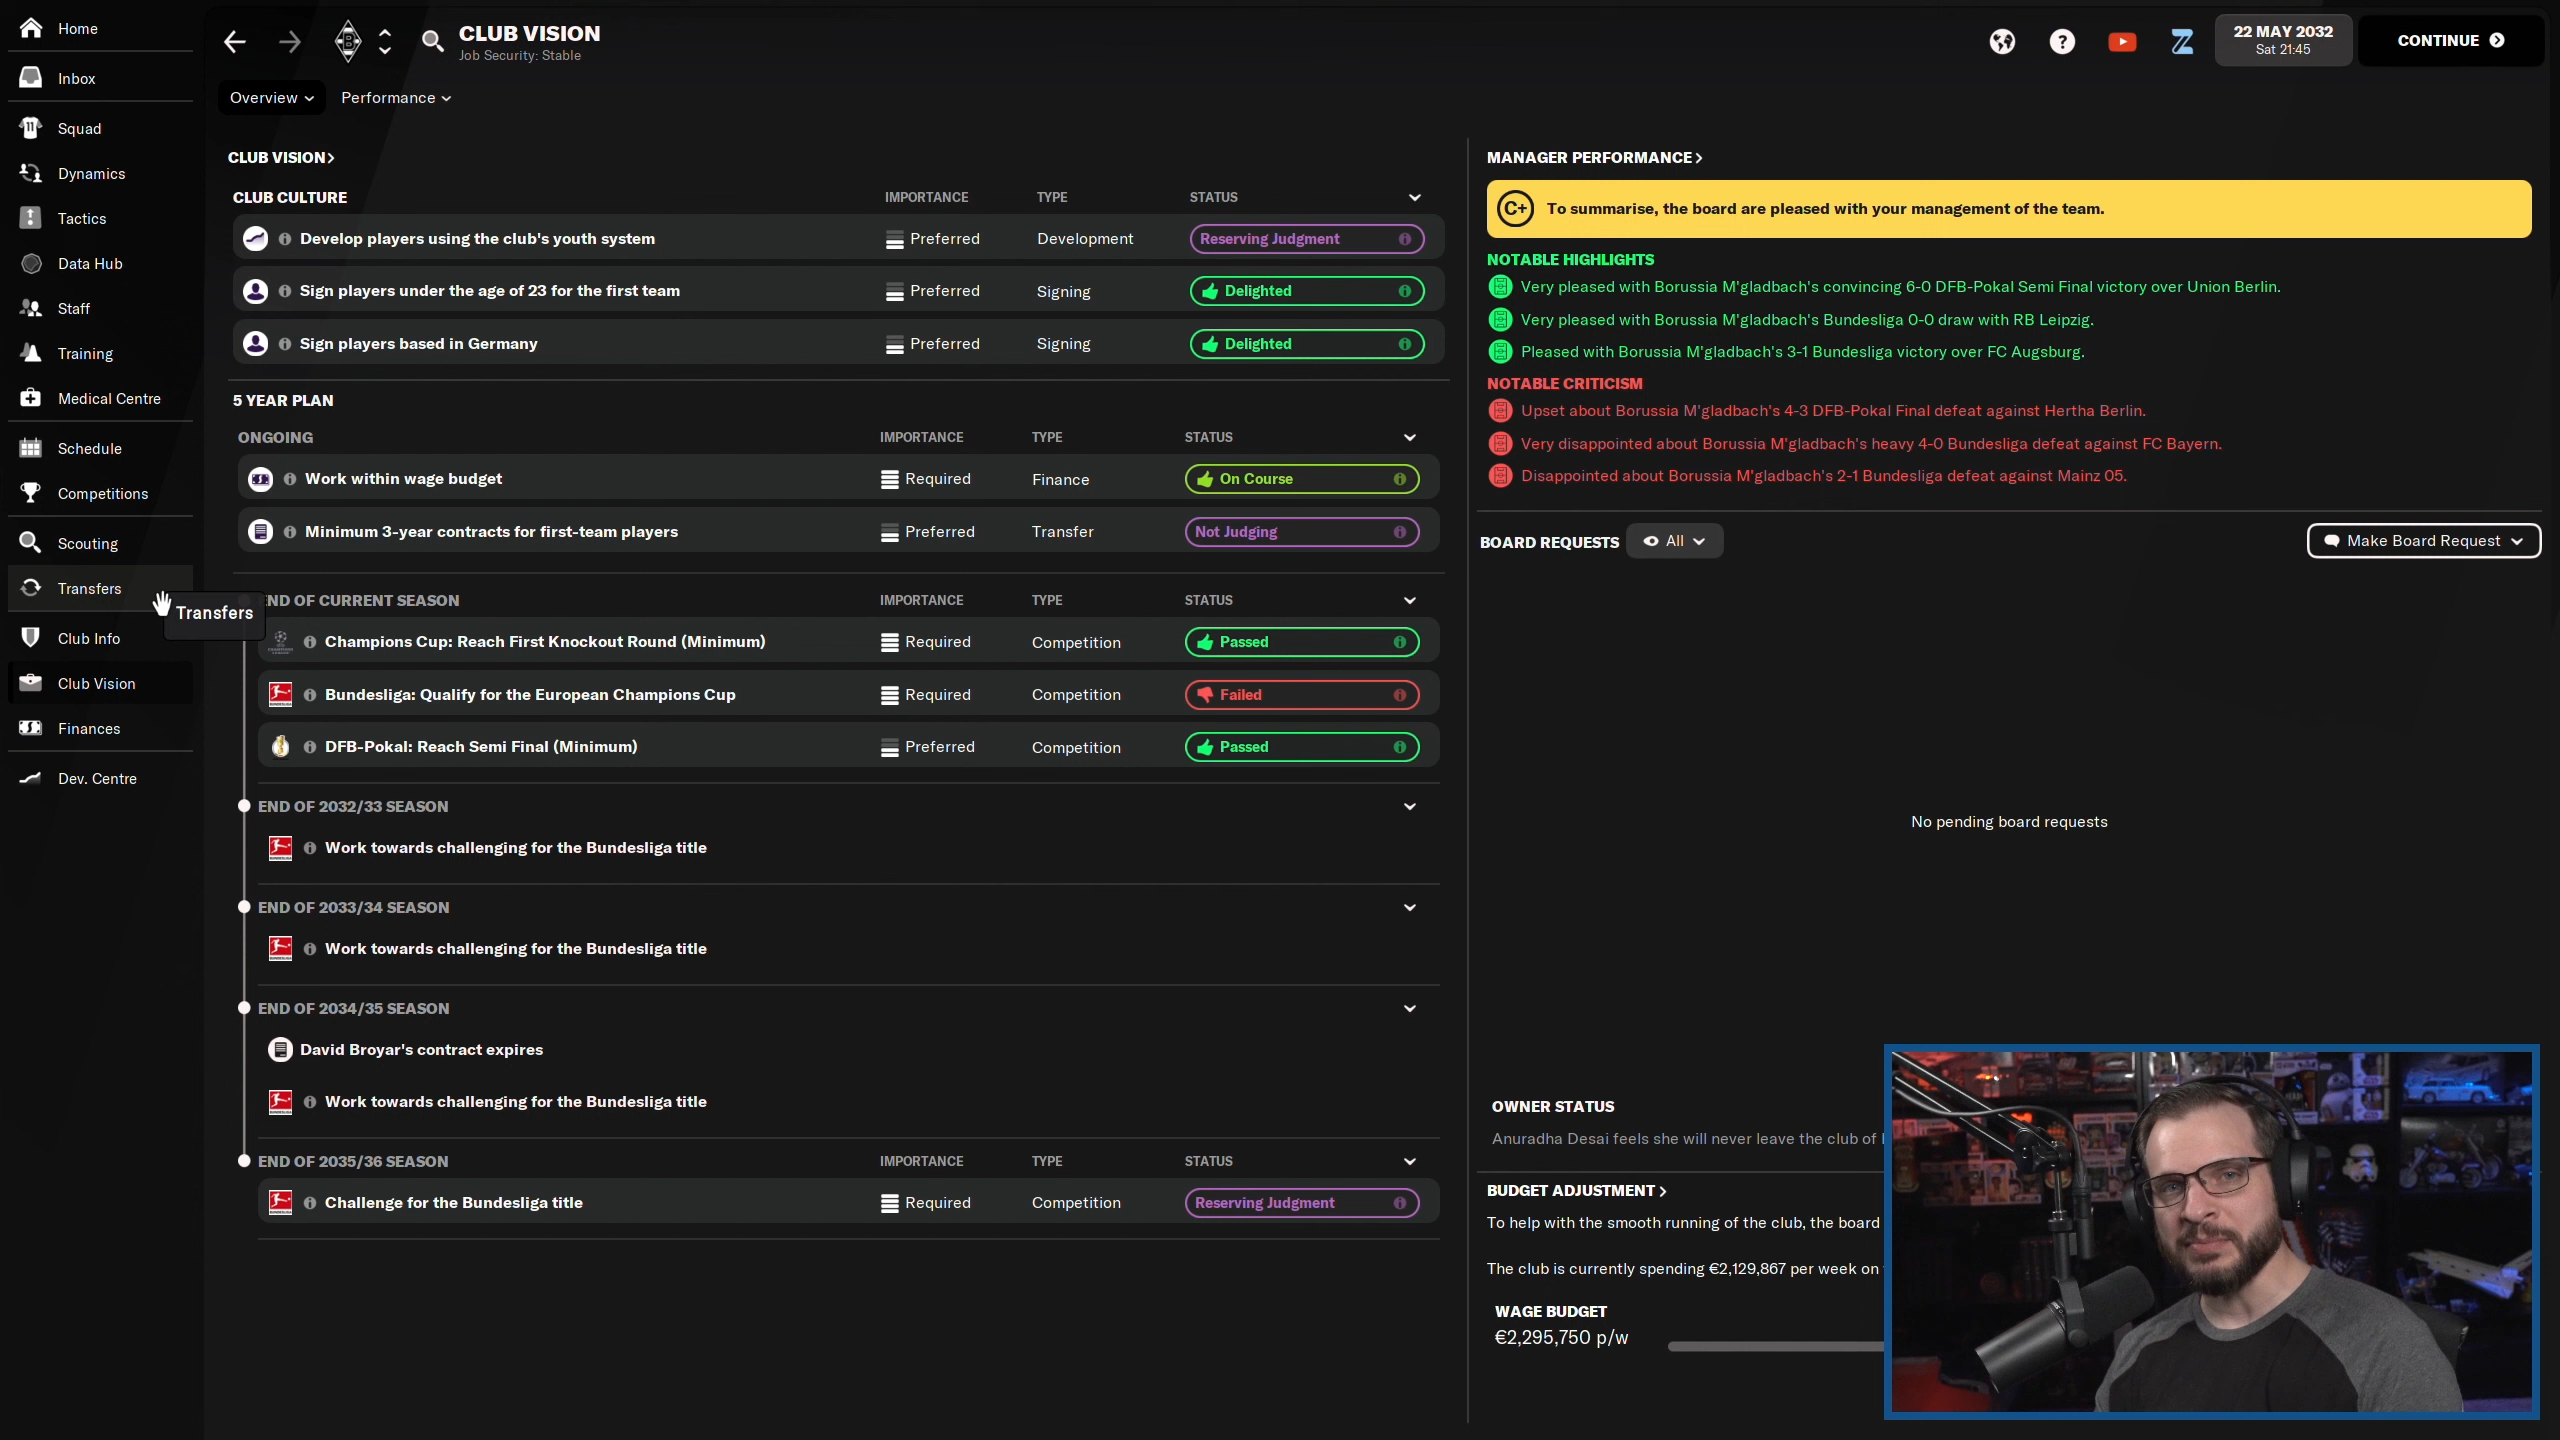 Home
Inbox
Squad
Dynamics
Tactics
Data Hub
Staff
Training
Medical Centre
Schedule
Competitions
Scouting
Transfers
Transfers
Club Info
Club Vision
Finances
Dev. Centre
CLUB VISION
Job Security: Stable
22 MAY 2032
Sat 21:45
CONTINUE
Overview
Performance
CLUB VISION
CLUB CULTURE IMPORTANCE TYPE STATUS
Develop players using the club's youth system Preferred Development Reserving Judgment
Sign players under the age of 23 for the first team Preferred Signing Delighted
Sign players based in Germany Preferred Signing Delighted
5 YEAR PLAN
ONGOING IMPORTANCE TYPE STATUS
Work within wage budget Required Finance On Course
Minimum 3-year contracts for first-team players Preferred Transfer Not Judging
ND OF CURRENT SEASON IMPORTANCE TYPE STATUS
Champions Cup: Reach First Knockout Round (Minimum) Required Competition Passed
Bundesliga: Qualify for the European Champions Cup Required Competition Failed
DFB-Pokal: Reach Semi Final (Minimum) Preferred Competition Passed
END OF 2032/33 SEASON
Work towards challenging for the Bundesliga title
END OF 2033/34 SEASON
Work towards challenging for the Bundesliga title
END OF 2034/35 SEASON
David Broyar's contract expires
Work towards challenging for the Bundesliga title
END OF 2035/36 SEASON IMPORTANCE TYPE STATUS
Challenge for the Bundesliga title Required Competition Reserving Judgment
MANAGER PERFORMANCE
C+ To summarise, the board are pleased with your management of the team.
NOTABLE HIGHLIGHTS
Very pleased with Borussia M'gladbach's convincing 6-0 DFB-Pokal Semi Final victory over Union Berlin.
Very pleased with Borussia M'gladbach's Bundesliga 0-0 draw with RB Leipzig.
Pleased with Borussia M'gladbach's 3-1 Bundesliga victory over FC Augsburg.
NOTABLE CRITICISM
Upset about Borussia M'gladbach's 4-3 DFB-Pokal Final defeat against Hertha Berlin.
Very disappointed about Borussia M'gladbach's heavy 4-0 Bundesliga defeat against FC Bayern.
Disappointed about Borussia M'gladbach's 2-1 Bundesliga defeat against Mainz 05.
BOARD REQUESTS All Make Board Request
No pending board requests
OWNER STATUS
Anuradha Desai feels she will never leave the club of
BUDGET ADJUSTMENT
To help with the smooth running of the club, the board
The club is currently spending €2,129,867 per week on
WAGE BUDGET
€2,295,750 p/w